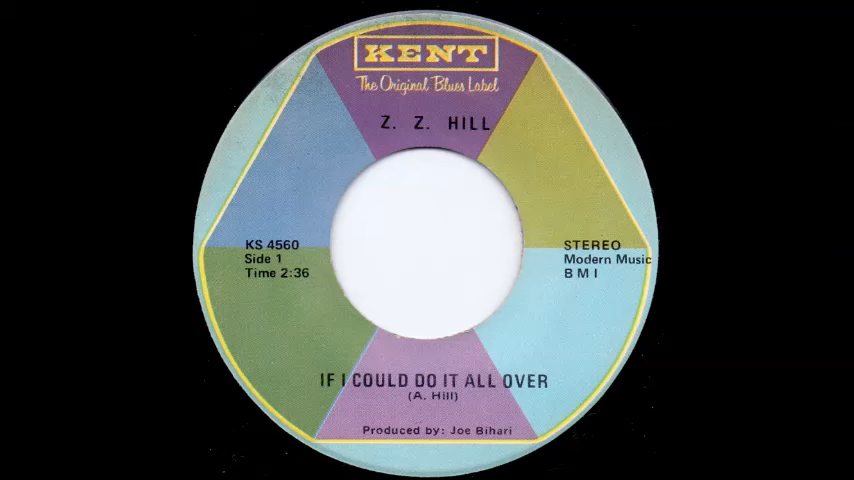 KENT
The Original Blues Label
Z. Z. HILL
KS 4560
Side 1
Time 2:36
STEREO
Modern Music
B M I
IF I COULD DO IT ALL OVER
(A. Hill)
Produced by: Joe Bihari